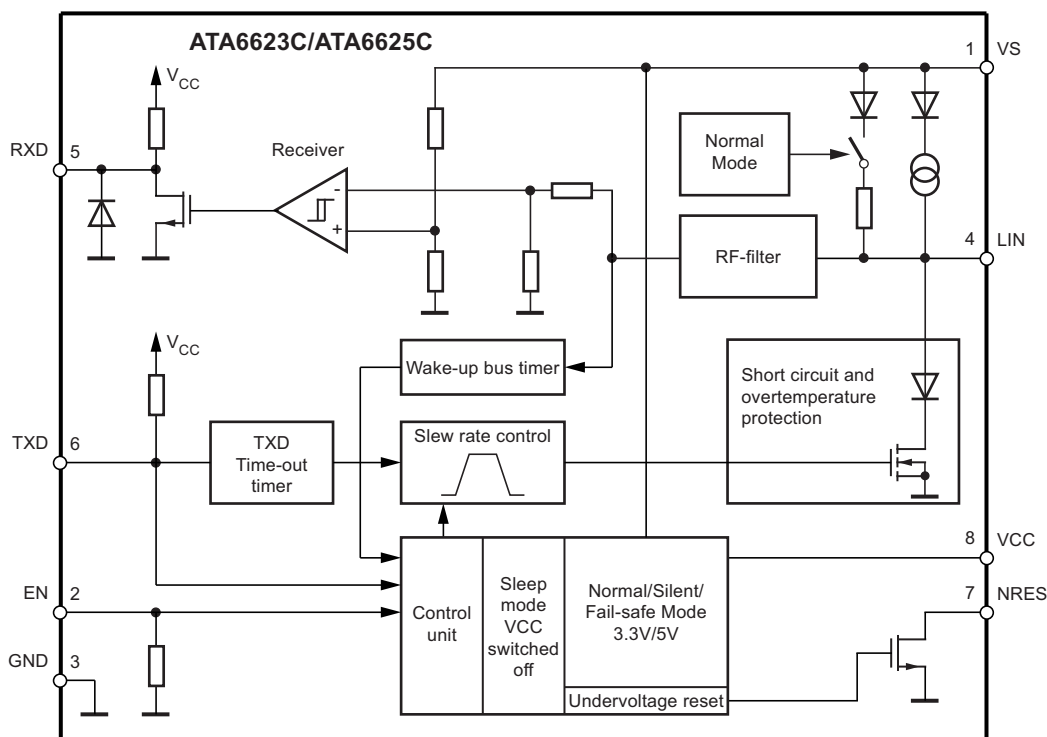 ATA6623C/ATA6625C
1 VS
VCC
RXD 5
Receiver
-
+
Normal
Mode
RF-filter
4 LIN
VCC
Wake-up bus timer
Short circuit and
overtemperature
protection
TXD 6
TXD
Time-out
timer
Slew rate control
8 VCC
7 NRES
EN 2
GND 3
Control
unit
Sleep
mode
VCC
switched
off
Normal/Silent/
Fail-safe Mode
3.3V/5V
Undervoltage reset